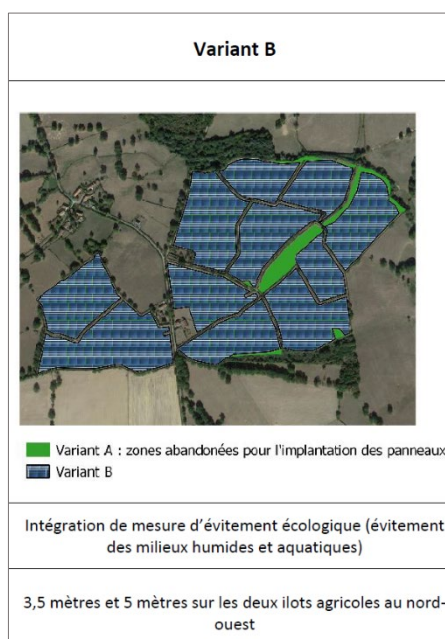 Variant B
Variant A : zones abandonnées pour l'implantation des panneaux
Variant B
Intégration de mesure d'évitement écologique (évitement
des milieux humides et aquatiques)
3,5 mètres et 5 mètres sur les deux ilots agricoles au nord-
ouest